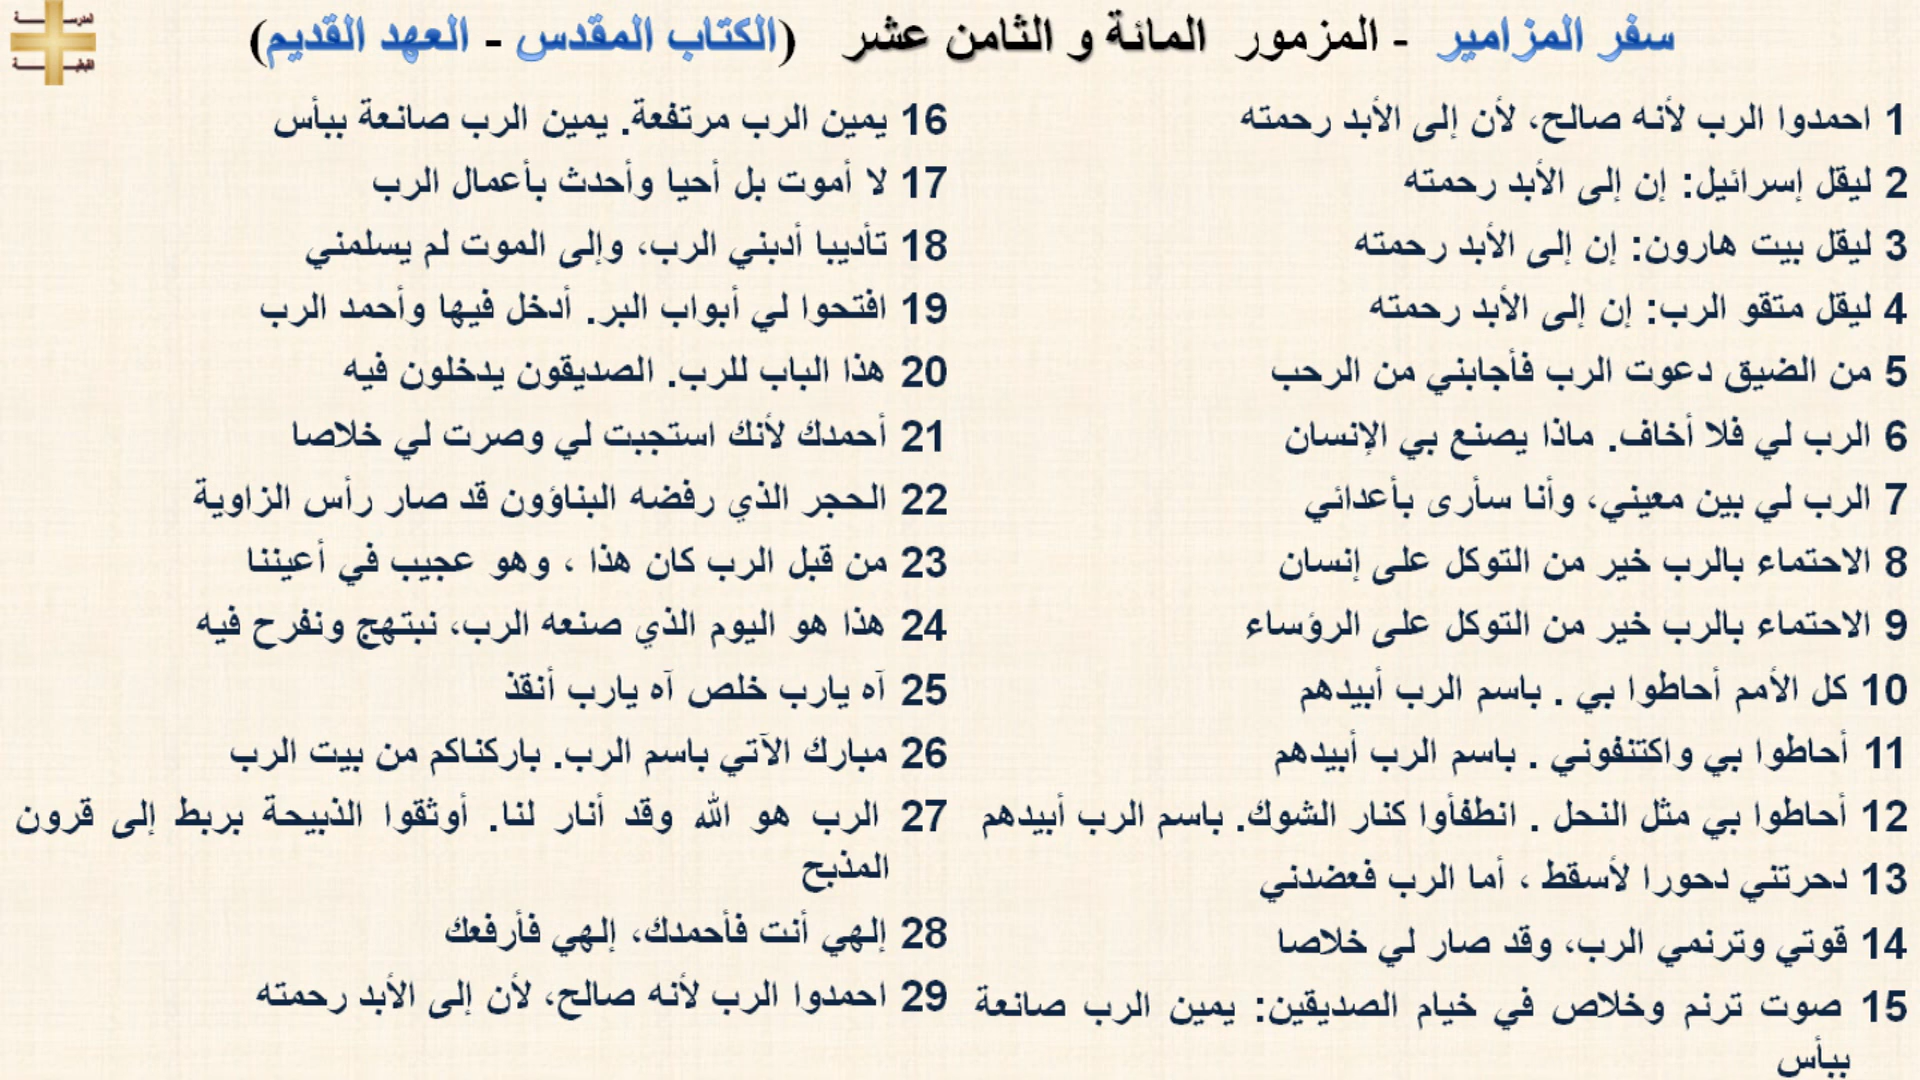 سفر المزامير - المزمور المائة و الثامن عشر (الكتاب المقدس - العهد القديم)
1 احمدوا الرب لأنه صالح، لأن إلى الأبد رحمته
2 ليقل إسرائيل: إن إلى الأبد رحمته
3 ليقل بيت هارون: إن إلى الأبد رحمته
4 ليقل متقو الرب: إن إلى الأبد رحمته
5 من الضيق دعوت الرب فأجابني من الرحب
6 الرب لي فلا أخاف. ماذا يصنع بي الإنسان
7 الرب لي بين معيني، وأنا سأرى بأعدائي
8 الاحتماء بالرب خير من التوكل على إنسان
9 الاحتماء بالرب خير من التوكل على الرؤساء
10 كل الأمم أحاطوا بي . باسم الرب أبيدهم
11 أحاطوا بي واكتنفوني . باسم الرب أبيدهم
12 أحاطوا بي مثل النحل . انطفأوا كنار الشوك. باسم الرب أبيدهم
13 دحرتني دحورا لأسقط ، أما الرب فعضدني
14 قوتي وترنمي الرب، وقد صار لي خلاصا
15 صوت ترنم وخلاص في خيام الصديقين: يمين الرب صانعة
ببأس
16 يمين الرب مرتفعة. يمين الرب صانعة ببأس
17 لا أموت بل أحيا وأحدث بأعمال الرب
18 تأديبا أدبني الرب، وإلى الموت لم يسلمني
19 افتحوا لي أبواب البر. أدخل فيها وأحمد الرب
20 هذا الباب للرب. الصديقون يدخلون فيه
21 أحمدك لأنك استجبت لي وصرت لي خلاصا
22 الحجر الذي رفضه البناؤون قد صار رأس الزاوية
23 من قبل الرب كان هذا ، وهو عجيب في أعيننا
24 هذا هو اليوم الذي صنعه الرب، نبتهج ونفرح فيه
25 آه يارب خلص آه يارب أنقذ
26 مبارك الآتي باسم الرب. باركناكم من بيت الرب
27 الرب هو الله وقد أنار لنا. أوثقوا الذبيحة بربط إلى قرون
المذبح
28 إلهي أنت فأحمدك، إلهي فأرفعك
29 احمدوا الرب لأنه صالح، لأن إلى الأبد رحمته